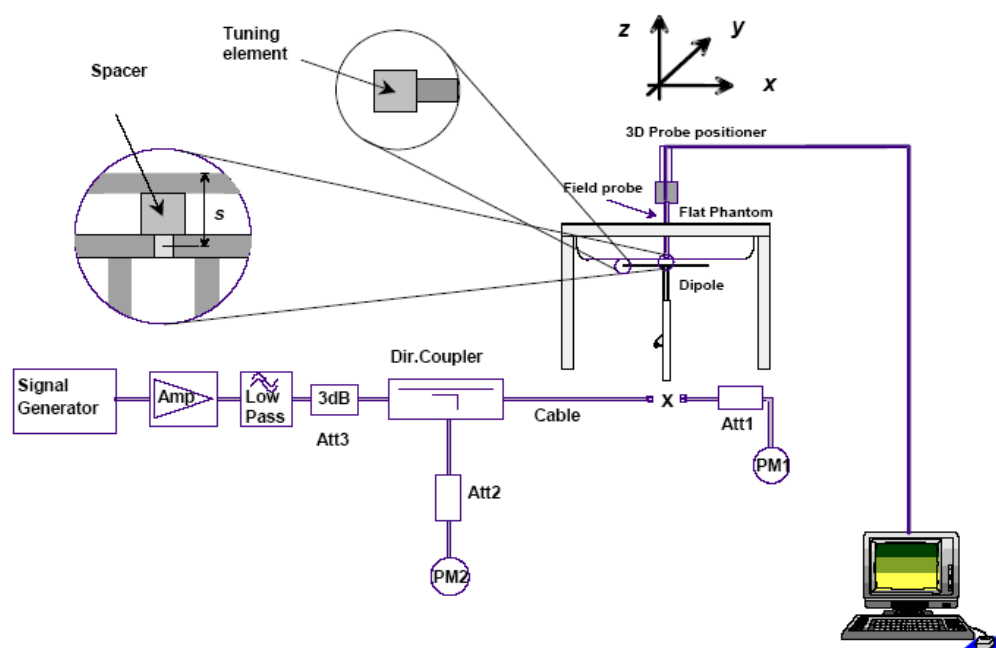 Tuning
element
Spacer
s
z
y
x
3D Probe positioner
Field probe
Flat Phantom
Dipole
Dir.Coupler
Signal
Generator
Amp
Low
Pass
3dB
Att3
Cable
X
Att1
PM1
Att2
PM2